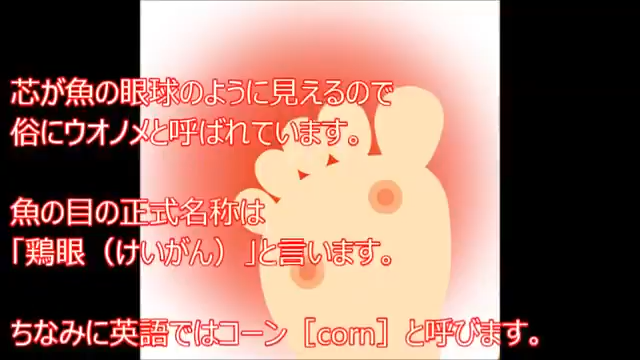 芯が魚の眼球のように見えるので
俗にウオノメと呼ばれています。
魚の目の正式名称は
「鶏眼（けいがん）」と言います。
ちなみに英語ではコーン［corn］と呼びます。